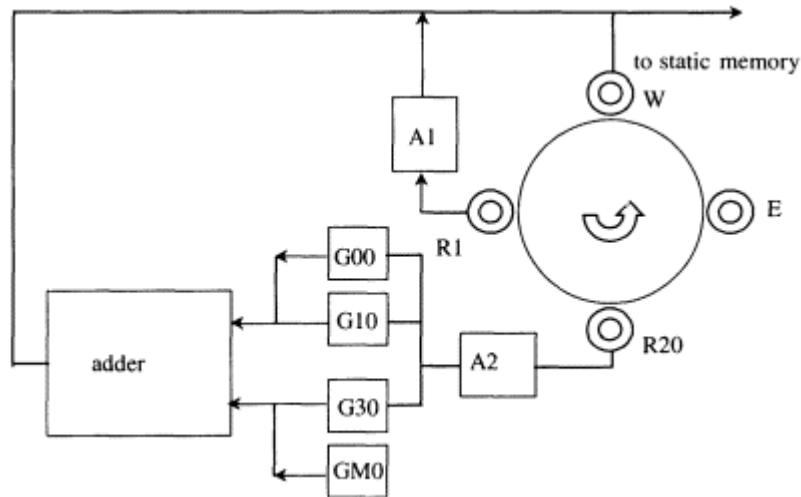 to static memory
W
A1
E
R1
G00
G10
R20
adder
A2
G30
GM0